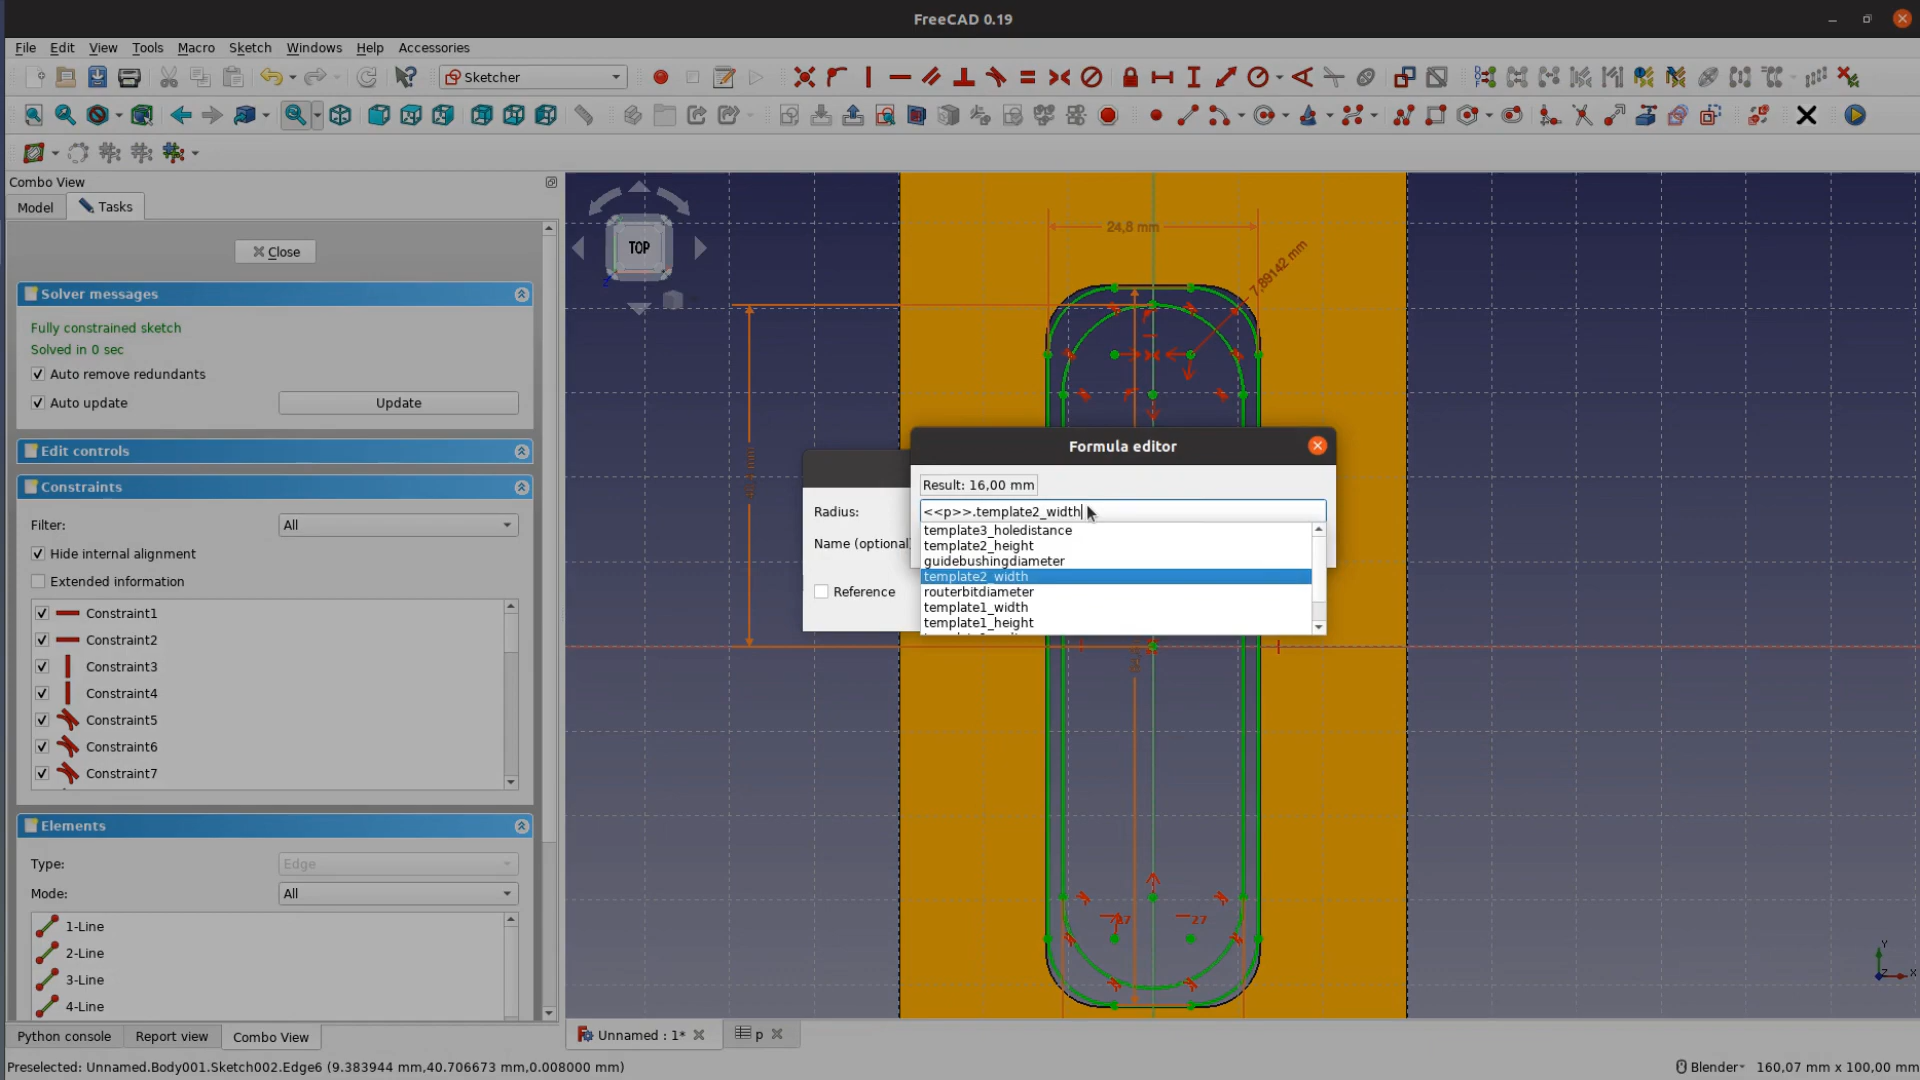 FreeCAD 0.19
File Edit View Tools Macro Sketch Windows Help Accessories
Sketcher
Combo View
Model Tasks
Close
Solver messages
Fully constrained sketch
Solved in 0 sec
Auto remove redundants
Auto update
Update
Edit controls
Constraints
Filter: All
Hide internal alignment
Extended information
Constraint1
Constraint2
Constraint3
Constraint4
Constraint5
Constraint6
Constraint7
Elements
Type: Edge
Mode: All
1-Line
2-Line
3-Line
4-Line
Python console Report view Combo View
TOP
24,8 mm
7,89142 mm
Formula editor
Result: 16,00 mm
Radius:
<<p>>.template2_width
Name (optional)
Reference
template3_holedistance
template2_height
guidebushingdiameter
template2_width
routerbitdiameter
template1_width
template1_height
27
27
Y
Z X
Unnamed : 1* p
Preselected: Unnamed.Body001.Sketch002.Edge6 (9.383944 mm,40.706673 mm,0.008000 mm)
Blender 160,07 mm x 100,00 mm